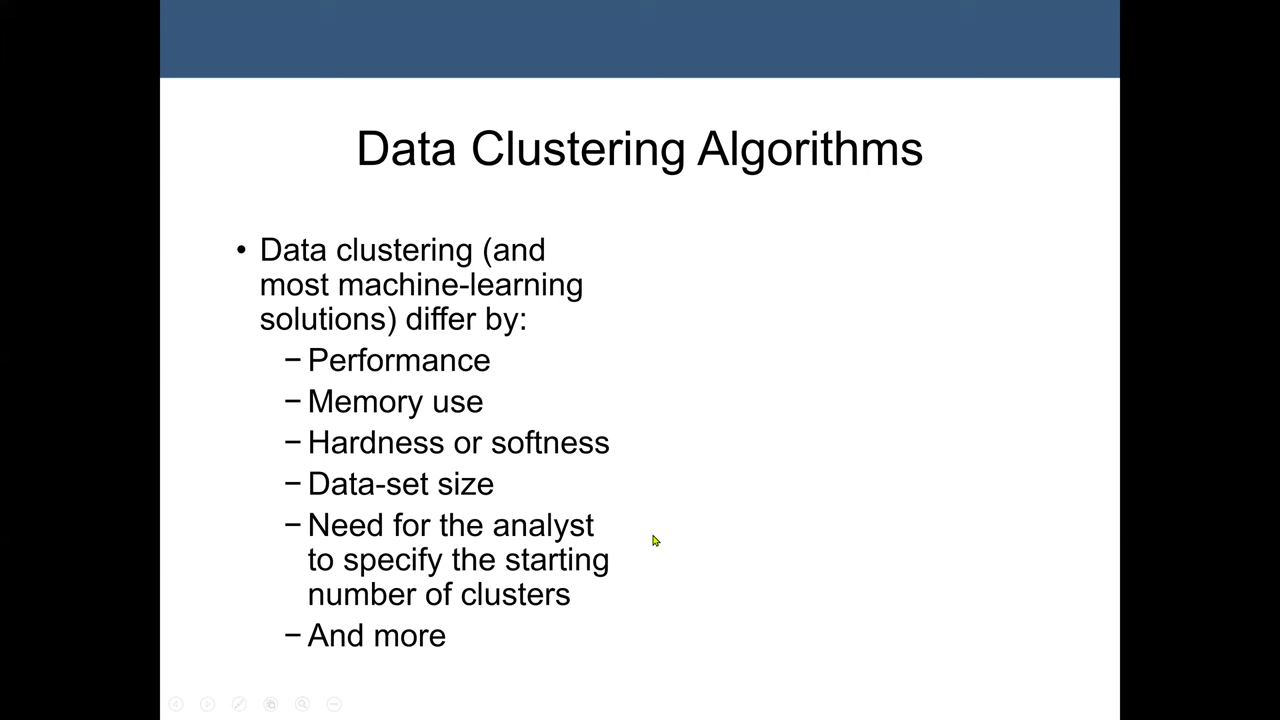 Data Clustering Algorithms
• Data clustering (and
most machine-learning
solutions) differ by:
− Performance
− Memory use
− Hardness or softness
− Data-set size
− Need for the analyst
to specify the starting
number of clusters
− And more